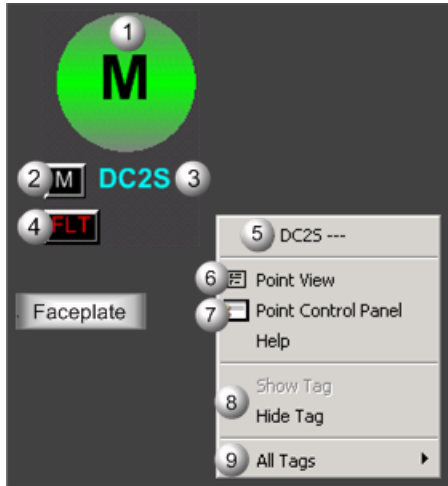 1
M
2 M DC2S 3
4 FLT
5 DC2S ---
6 Point View
Faceplate
7 Point Control Panel
Help
Show Tag
8
Hide Tag
9 All Tags